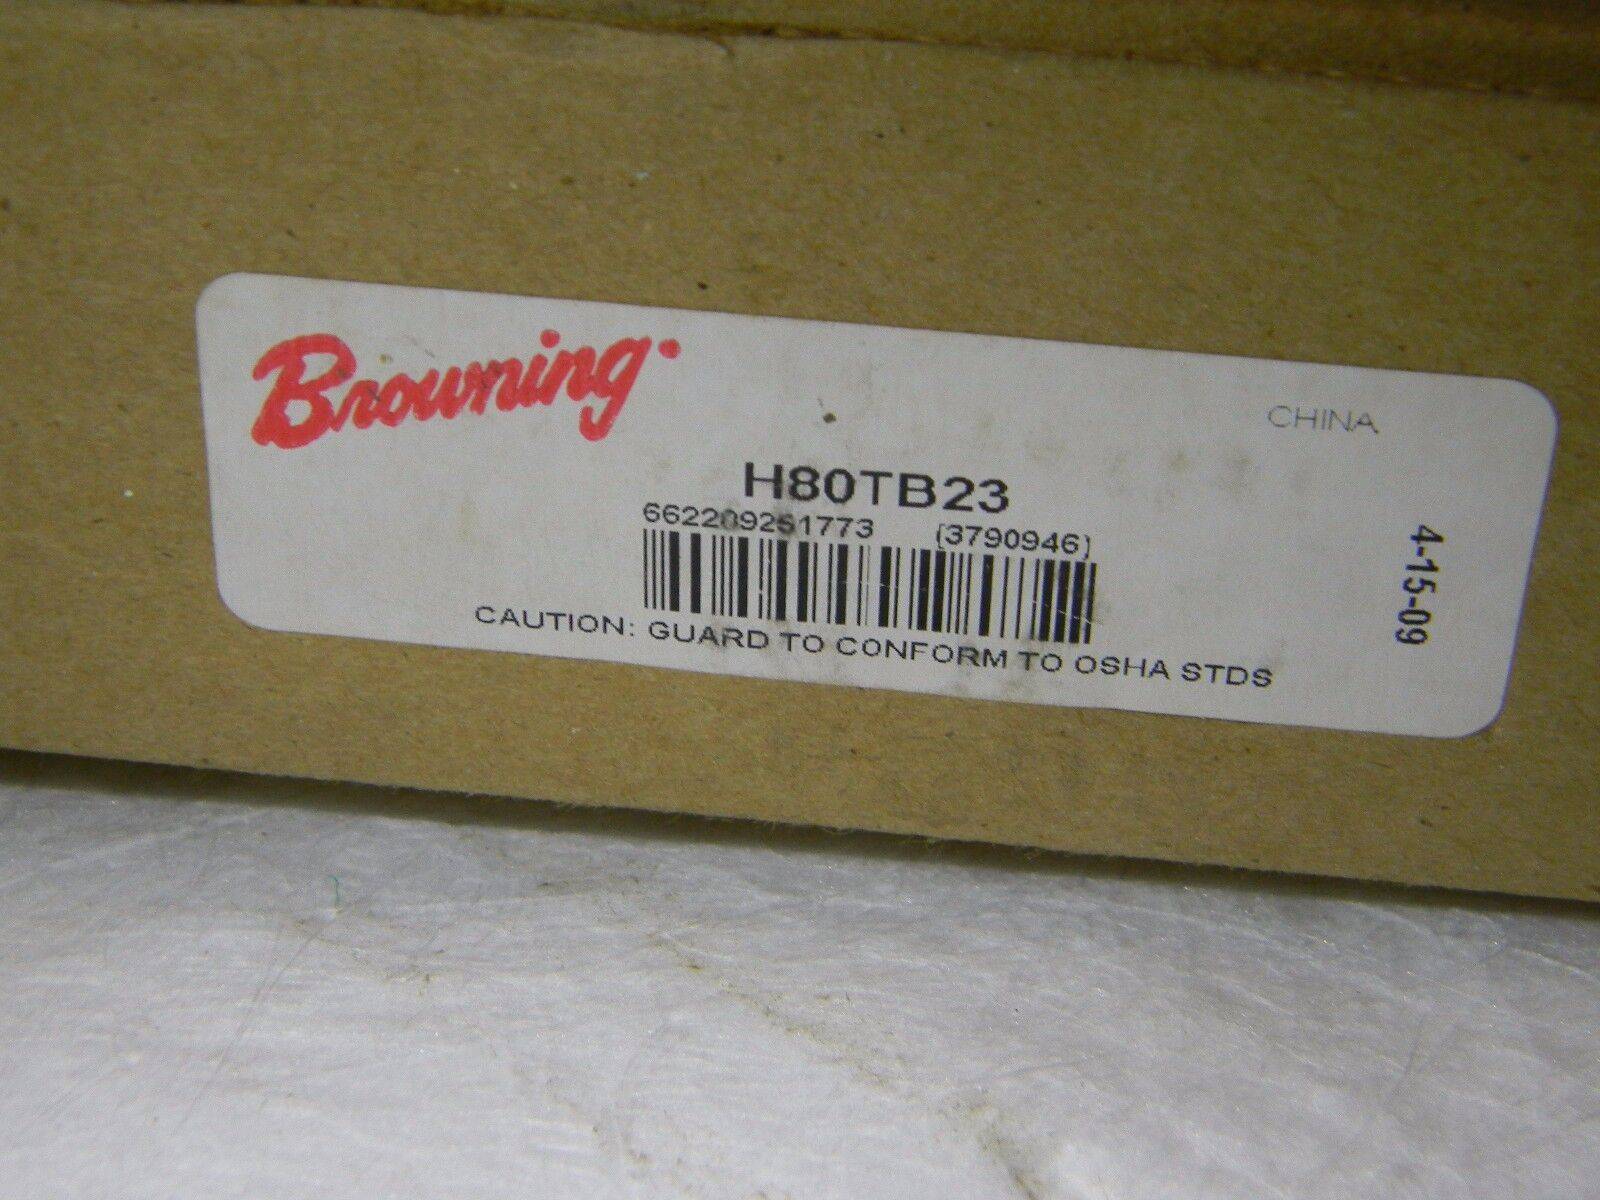 Browning
CHINA
H80TB23
662209251773 (3790946)
CAUTION: GUARD TO CONFORM TO OSHA STDS
4-15-09